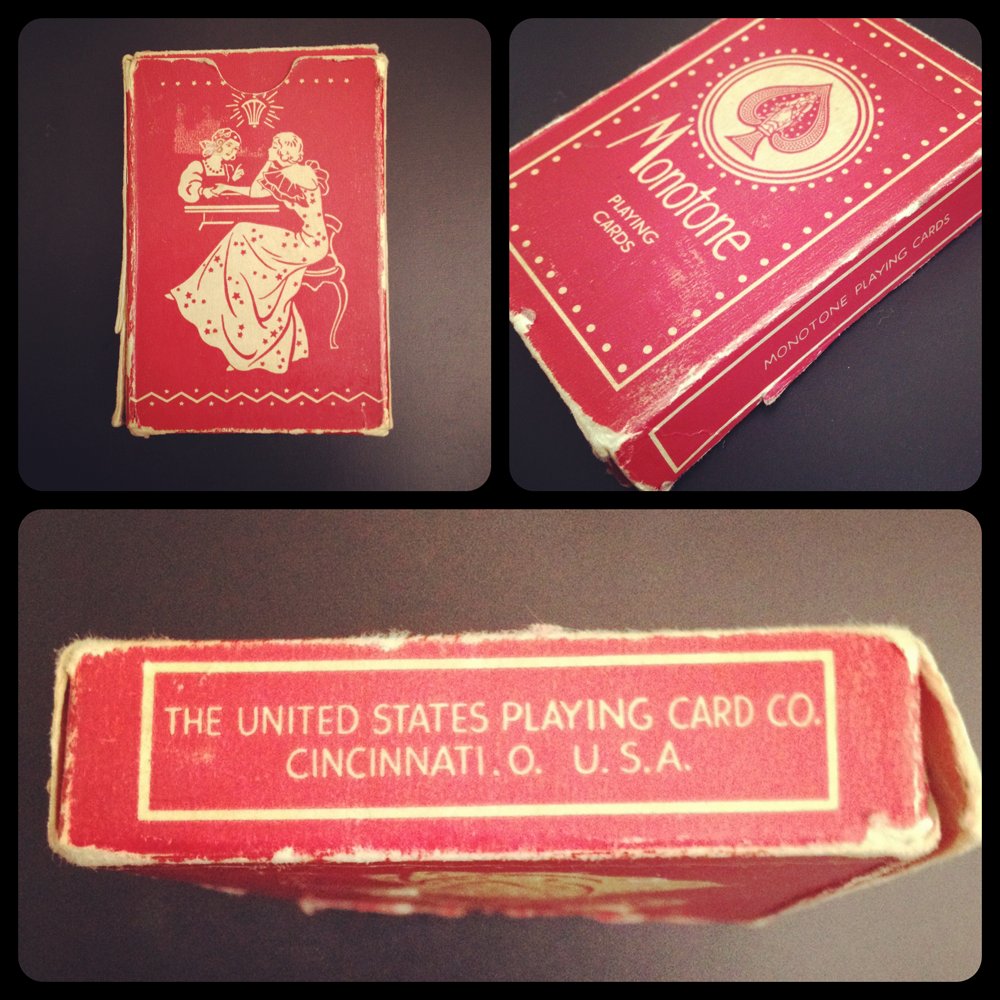 Monotone
PLAYING
CARDS
MONOTONE PLAYING CARDS
THE UNITED STATES PLAYING CARD CO.
CINCINNATI. O. U. S. A.